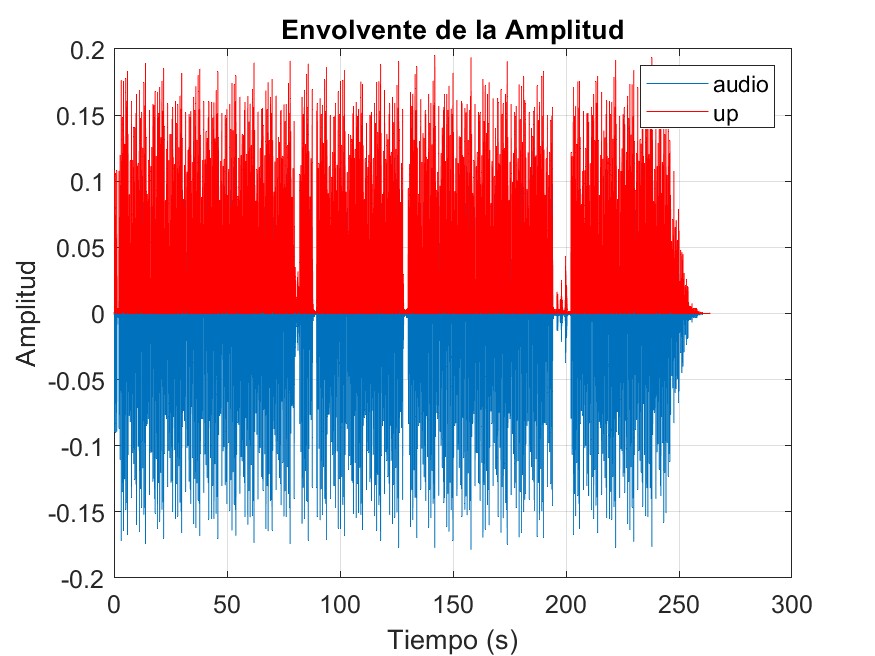 Envolvente de la Amplitud
0.2
0.15
0.1
0.05
0
-0.05
-0.1
-0.15
-0.2
Amplitud
audio
up
0 50 100 150 200 250 300
Tiempo (s)